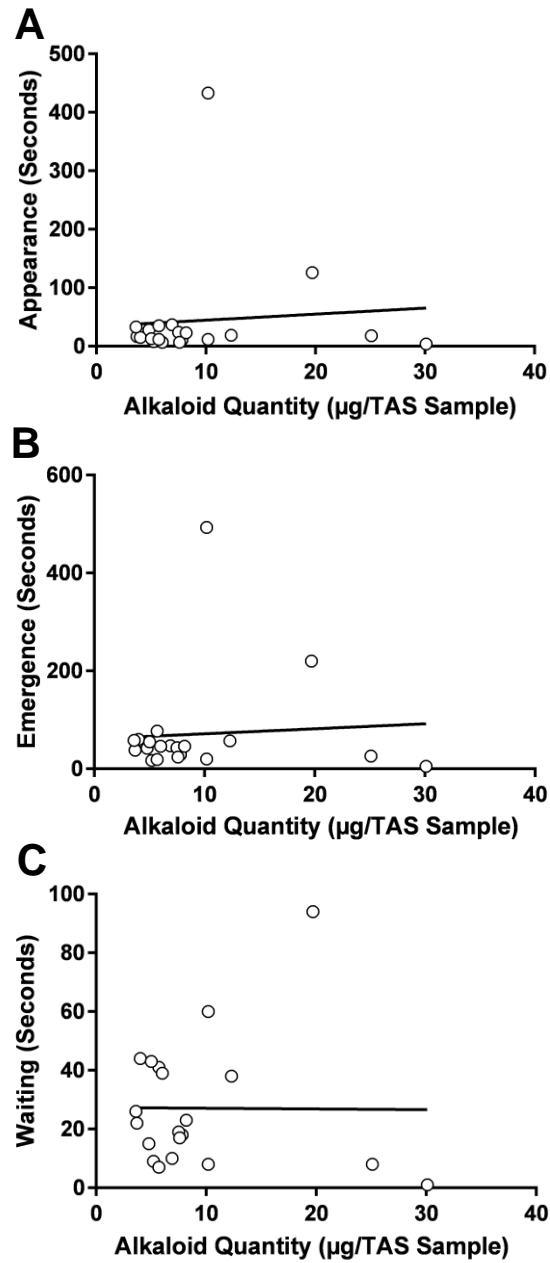 A
500
400
300
200
100
0
Appearance (Seconds)
0 10 20 30 40
Alkaloid Quantity (µg/TAS Sample)
B
600
400
200
0
Emergence (Seconds)
0 10 20 30 40
Alkaloid Quantity (µg/TAS Sample)
C
100
80
60
40
20
0
Waiting (Seconds)
0 10 20 30 40
Alkaloid Quantity (µg/TAS Sample)